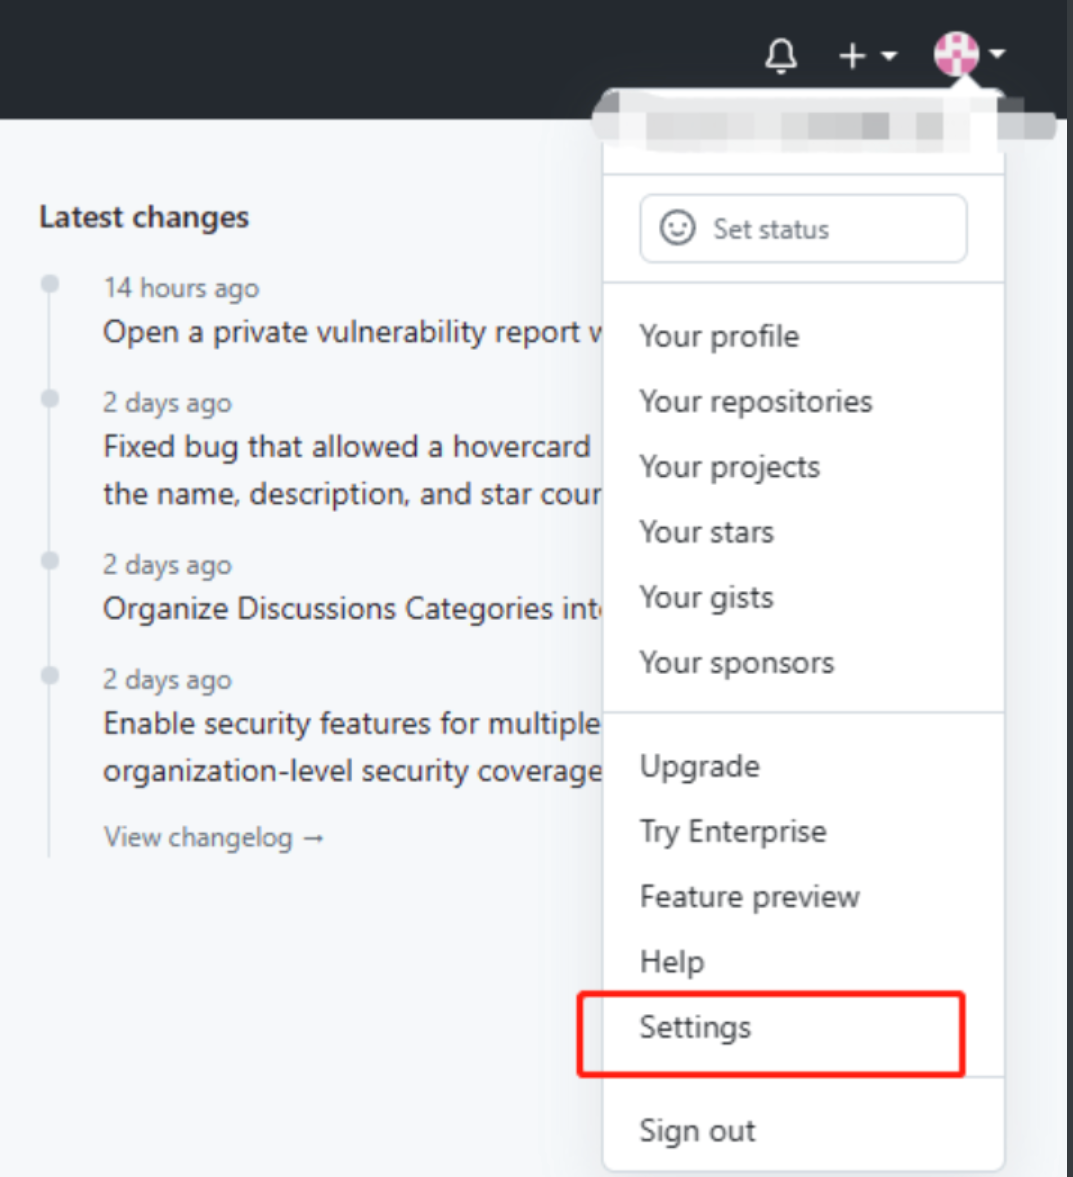 Latest changes
14 hours ago
Open a private vulnerability report
2 days ago
Fixed bug that allowed a hovercard
the name, description, and star
2 days ago
Organize Discussions Categories
2 days ago
Enable security features for multiple
organization-level security coverage
View changelog →
Set status
Your profile
Your repositories
Your projects
Your stars
Your gists
Your sponsors
Upgrade
Try Enterprise
Feature preview
Help
Settings
Sign out